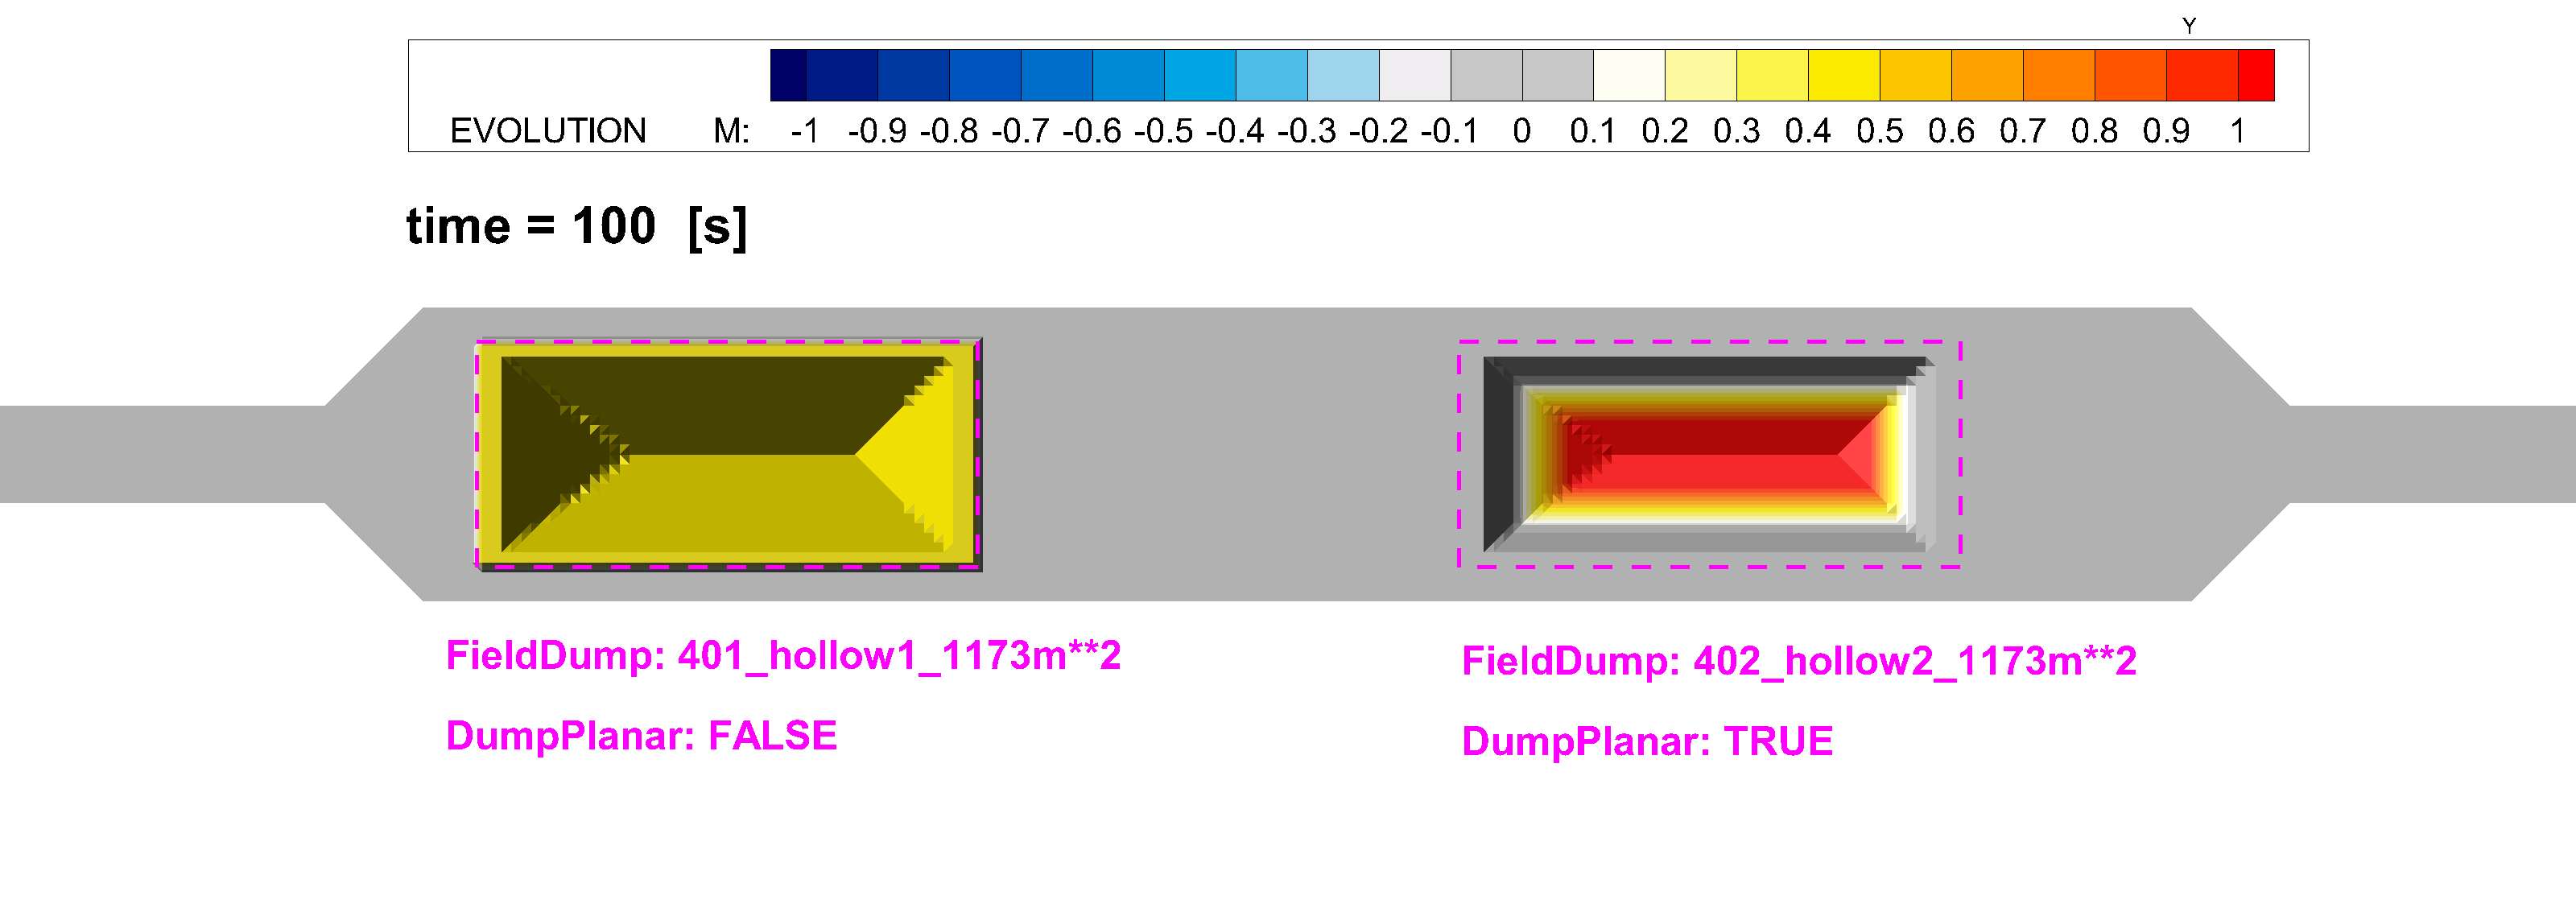 Y
EVOLUTION M: -1 -0.9 -0.8 -0.7 -0.6 -0.5 -0.4 -0.3 -0.2 -0.1 0 0.1 0.2 0.3 0.4 0.5 0.6 0.7 0.8 0.9 1
time = 100 [s]
FieldDump: 401_hollow1_1173m**2
DumpPlanar: FALSE
FieldDump: 402_hollow2_1173m**2
DumpPlanar: TRUE